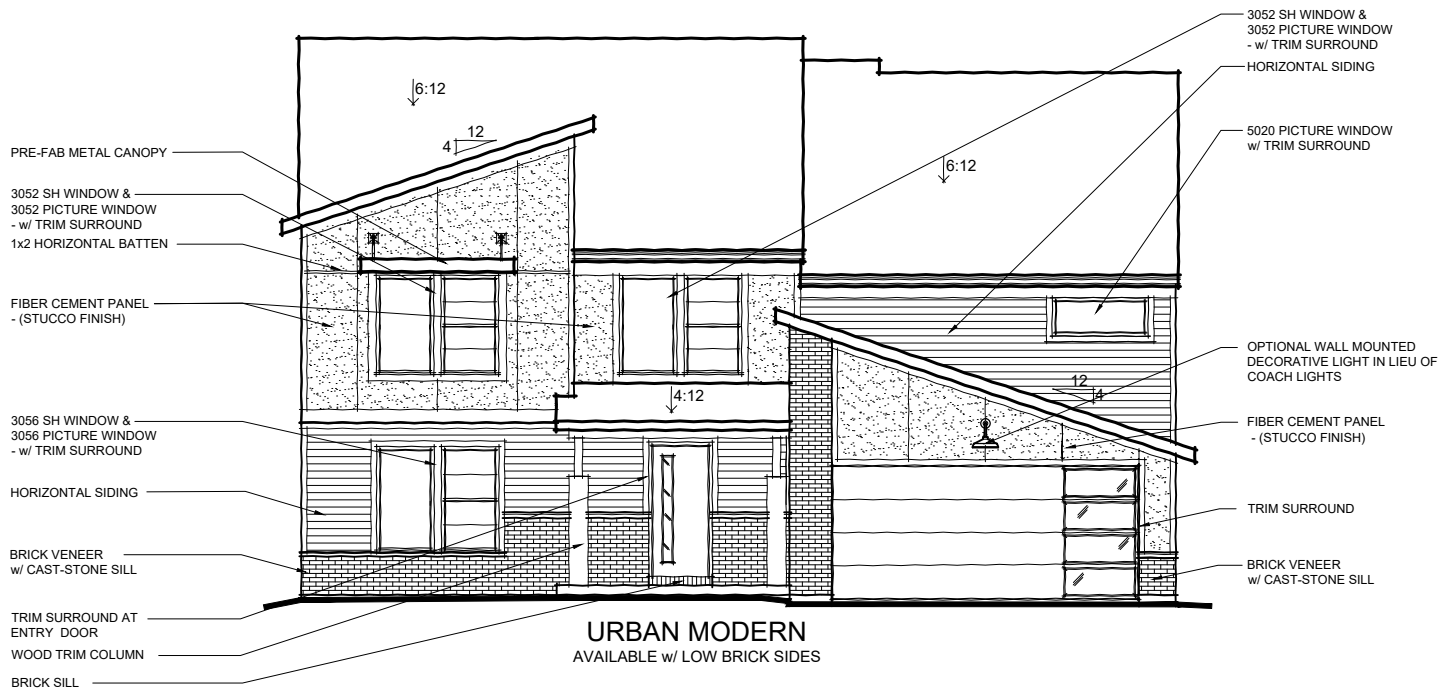 3052 SH WINDOW &
3052 PICTURE WINDOW
- w/ TRIM SURROUND
HORIZONTAL SIDING
6:12
12
4
5020 PICTURE WINDOW
w/ TRIM SURROUND
PRE-FAB METAL CANOPY
6:12
3052 SH WINDOW &
3052 PICTURE WINDOW
- w/ TRIM SURROUND
1x2 HORIZONTAL BATTEN
FIBER CEMENT PANEL
- (STUCCO FINISH)
OPTIONAL WALL MOUNTED
DECORATIVE LIGHT IN LIEU OF
COACH LIGHTS
12
4
4:12
3056 SH WINDOW &
3056 PICTURE WINDOW
- w/ TRIM SURROUND
FIBER CEMENT PANEL
- (STUCCO FINISH)
HORIZONTAL SIDING
TRIM SURROUND
BRICK VENEER
w/ CAST-STONE SILL
BRICK VENEER
w/ CAST-STONE SILL
TRIM SURROUND AT
ENTRY DOOR
WOOD TRIM COLUMN
BRICK SILL
URBAN MODERN
AVAILABLE w/ LOW BRICK SIDES